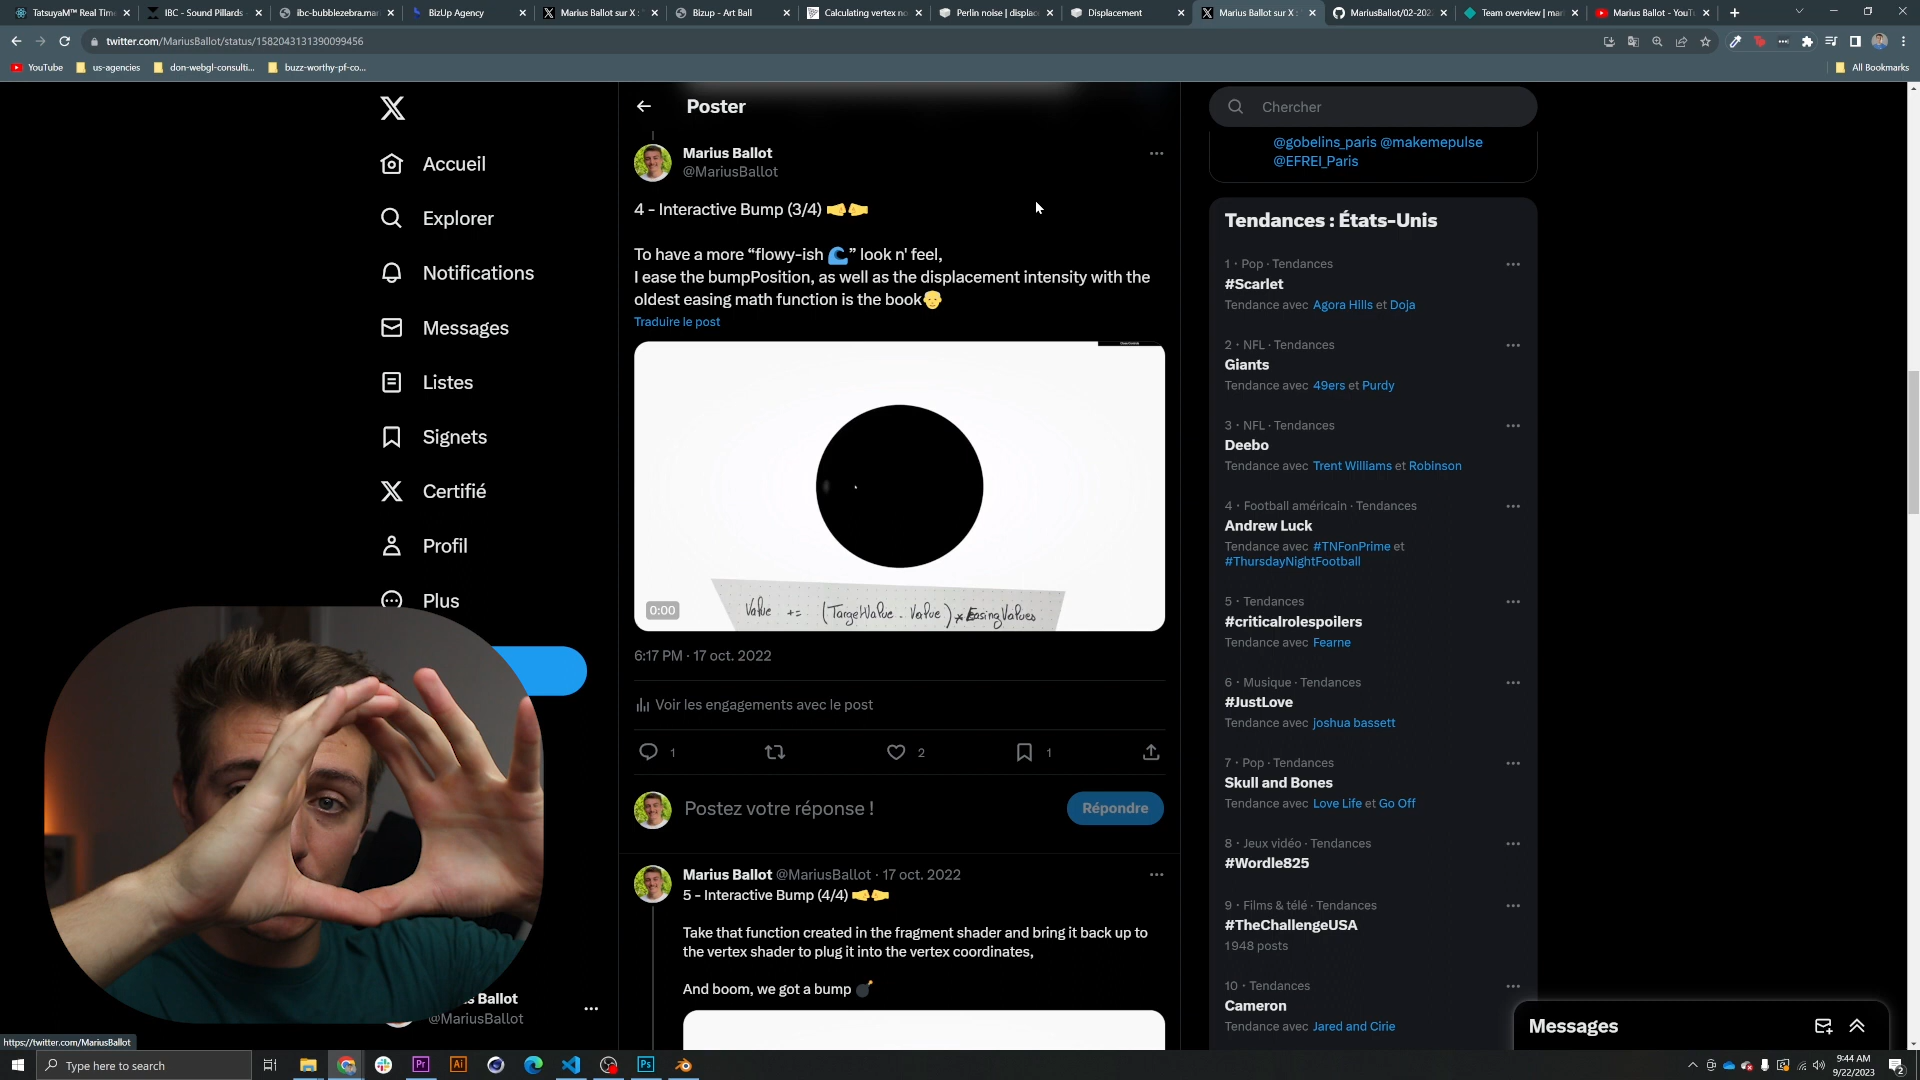 TatsuyaM™ Real Time
IBC - Sound Pillards
ibc-bubblezebra.mar
BizUp Agency
Marius Ballot sur X :
Bizup - Art Ball
Calculating vertex no
Perlin noise | displac
Displacement
Marius Ballot sur X :
MariusBallot/02-202
Team overview | mar
Marius Ballot - YouTu
twitter.com/MariusBallot/status/1582043131390099456
YouTube
us-agencies
don-webgl-consulti...
buzz-worthy-pf-co...
All Bookmarks
Accueil
Explorer
Notifications
Messages
Listes
Signets
Certifié
Profil
Plus
s Ballot
@MariusBallot
Poster
Marius Ballot
@MariusBallot
4 - Interactive Bump (3/4) 🤜🤛
To have a more “flowy-ish 🌊” look n' feel,
I ease the bumpPosition, as well as the displacement intensity with the
oldest easing math function is the book👴
Traduire le post
Value += (TargetValue - Value) * EasingValues
0:00
6:17 PM · 17 oct. 2022
Voir les engagements avec le post
1
2
1
Postez votre réponse !
Répondre
Marius Ballot @MariusBallot · 17 oct. 2022
5 - Interactive Bump (4/4) 🤜🤛
Take that function created in the fragment shader and bring it back up to
the vertex shader to plug it into the vertex coordinates,
And boom, we got a bump 💣
Chercher
@gobelins_paris @makemepulse
@EFREI_Paris
Tendances : États-Unis
1 · Pop · Tendances
#Scarlet
Tendance avec Agora Hills et Doja
2 · NFL · Tendances
Giants
Tendance avec 49ers et Purdy
3 · NFL · Tendances
Deebo
Tendance avec Trent Williams et Robinson
4 · Football américain · Tendances
Andrew Luck
Tendance avec #TNFonPrime et
#ThursdayNightFootball
5 · Tendances
#criticalrolespoilers
Tendance avec Fearne
6 · Musique · Tendances
#JustLove
Tendance avec joshua bassett
7 · Pop · Tendances
Skull and Bones
Tendance avec Love Life et Go Off
8 · Jeux vidéo · Tendances
#Wordle825
9 · Films & télé · Tendances
#TheChallengeUSA
1 948 posts
10 · Tendances
Cameron
Tendance avec Jared and Cirie
Messages
https://twitter.com/MariusBallot
Type here to search
9:44 AM
9/22/2023
2